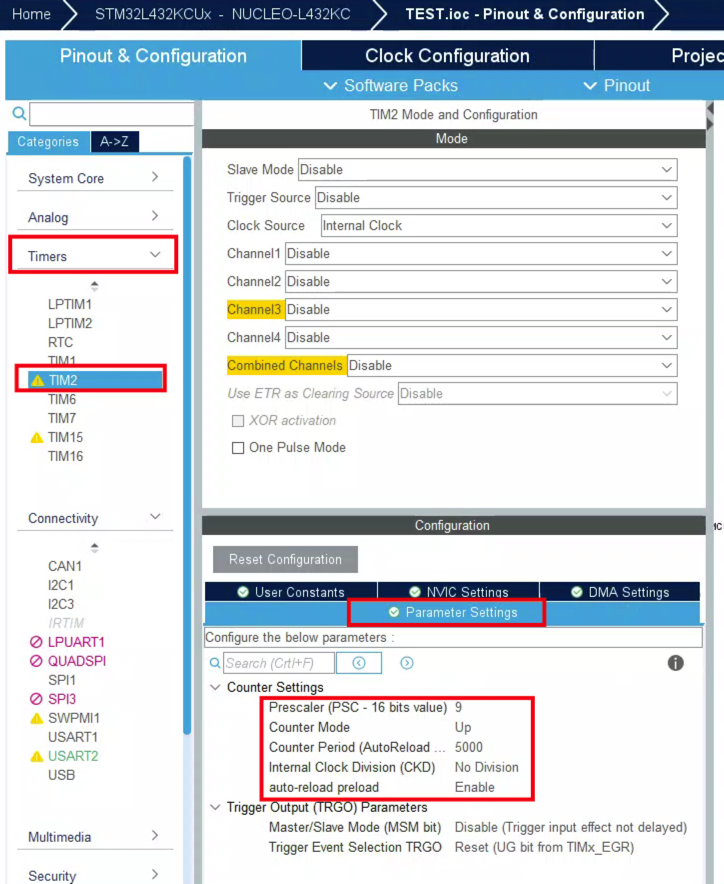 Home STM32L432KCUx - NUCLEO-L432KC TEST.ioc - Pinout & Configuration
Pinout & Configuration Clock Configuration Projec
Software Packs Pinout
TIM2 Mode and Configuration
Categories A->Z
Mode
System Core
Analog
Timers
LPTIM1
LPTIM2
RTC
TIM1
TIM2
TIM6
TIM7
TIM15
TIM16
Connectivity
CAN1
I2C1
I2C3
IRTIM
LPUART1
QUADSPI
SPI1
SPI3
SWPMI1
USART1
USART2
USB
Multimedia
Security
Slave Mode Disable
Trigger Source Disable
Clock Source Internal Clock
Channel1 Disable
Channel2 Disable
Channel3 Disable
Channel4 Disable
Combined Channels Disable
Use ETR as Clearing Source Disable
XOR activation
One Pulse Mode
Configuration
Reset Configuration
User Constants NVIC Settings DMA Settings
Parameter Settings
Configure the below parameters :
Search (Crtl+F)
Counter Settings
Prescaler (PSC - 16 bits value) 9
Counter Mode Up
Counter Period (AutoReload ... 5000
Internal Clock Division (CKD) No Division
auto-reload preload Enable
Trigger Output (TRGO) Parameters
Master/Slave Mode (MSM bit) Disable (Trigger input effect not delayed)
Trigger Event Selection TRGO Reset (UG bit from TIMx_EGR)